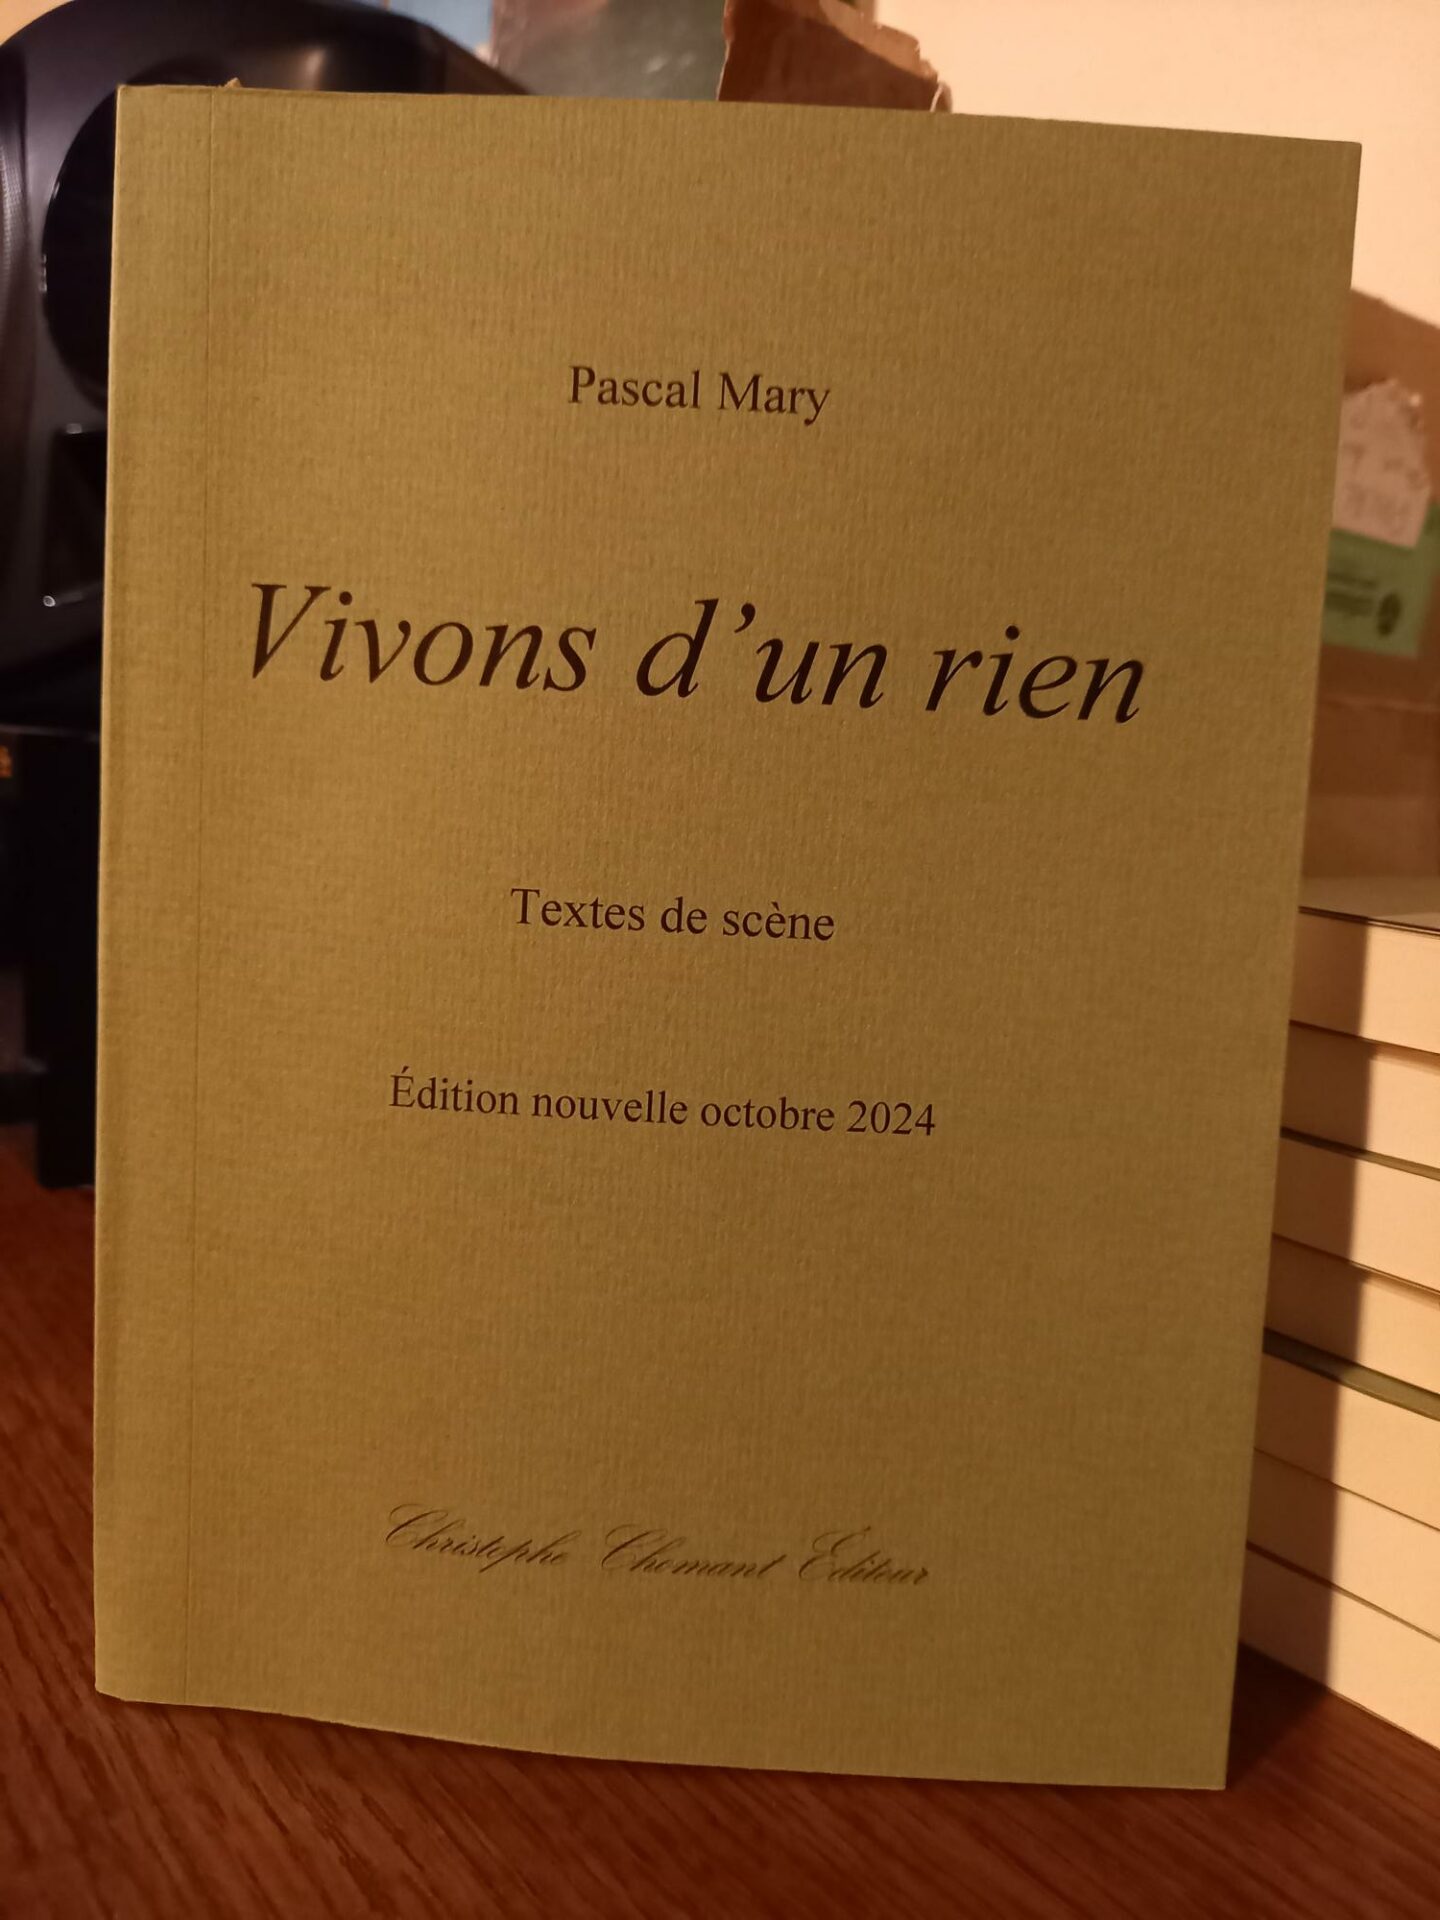 Pascal Mary
Vivons d’un rien
Textes de scène
Édition nouvelle octobre 2024
Christophe Chomant Éditeur